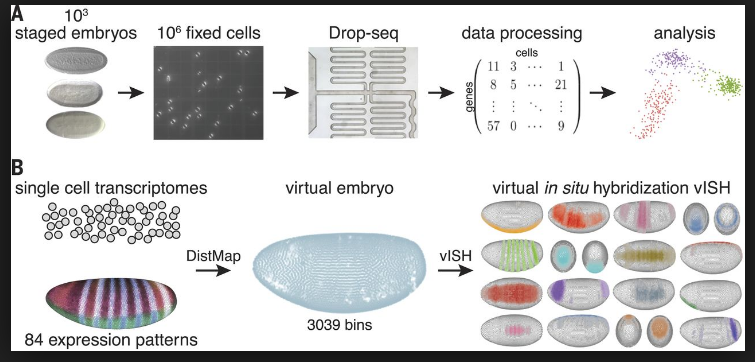 A
10³
staged embryos
10⁶ fixed cells
Drop-seq
data processing
analysis
cells
genes
11 3 ⋯ 1
8 5 ⋯ 21
⋮ ⋮ ⋱ ⋮
57 0 ⋯ 9
B
single cell transcriptomes
virtual embryo
virtual in situ hybridization vISH
DistMap
vISH
84 expression patterns
3039 bins